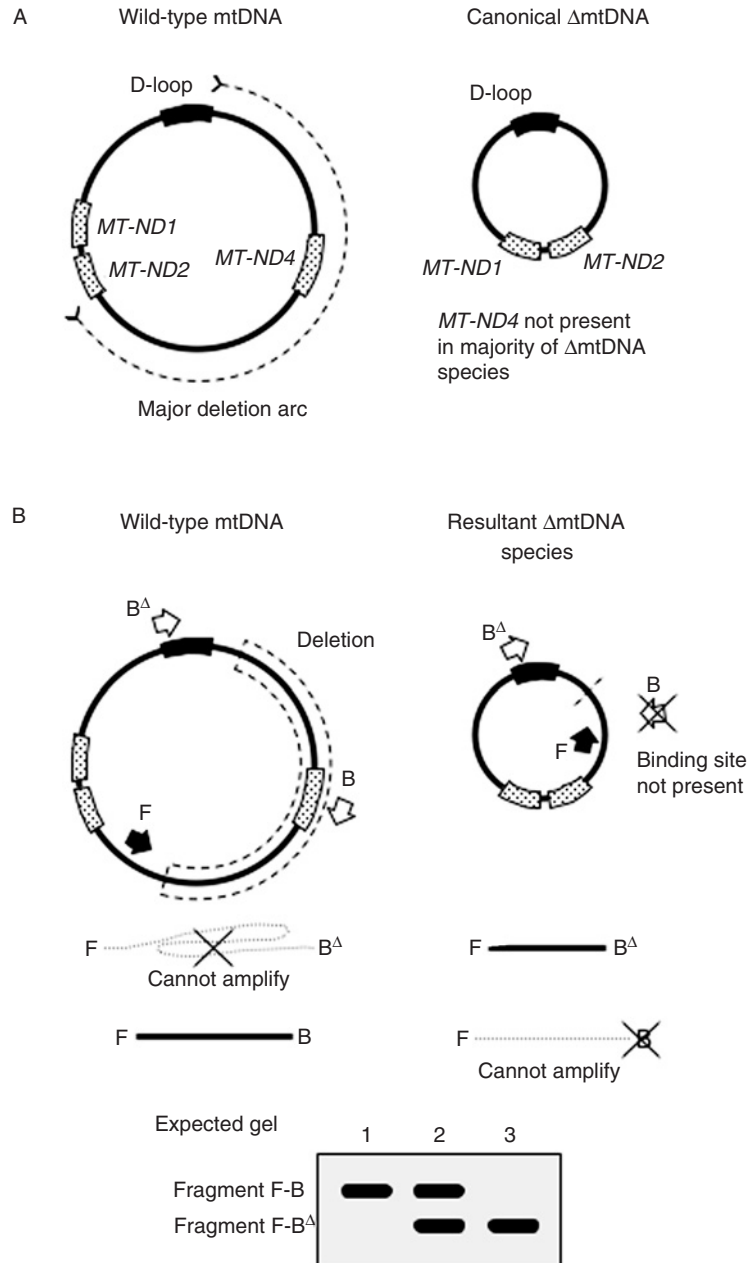 A
Wild-type mtDNA
Canonical ΔmtDNA
D-loop
D-loop
MT-ND1
MT-ND2
MT-ND4
MT-ND1
MT-ND2
MT-ND4 not present
in majority of ΔmtDNA
species
Major deletion arc
B
Wild-type mtDNA
Resultant ΔmtDNA
species
BΔ
Deletion
BΔ
B
F
B
F
Binding site
not present
F
BΔ
Cannot amplify
F
BΔ
F
B
F
B
Cannot amplify
Expected gel
1
2
3
Fragment F-B
Fragment F-BΔ